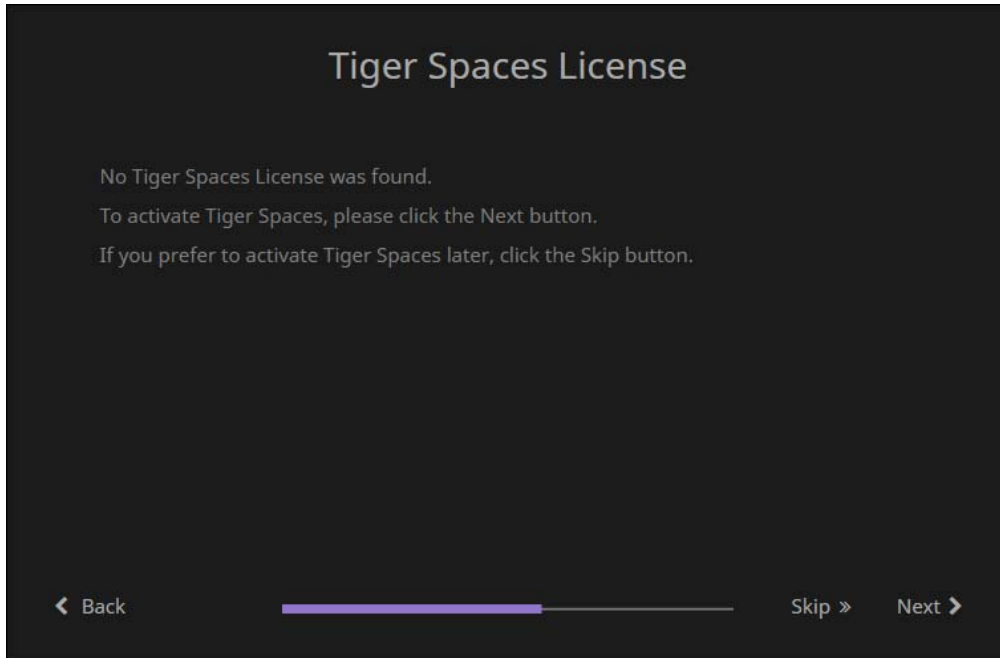 Tiger Spaces License
No Tiger Spaces License was found.
To activate Tiger Spaces, please click the Next button.
If you prefer to activate Tiger Spaces later, click the Skip button.
Back
Skip »
Next